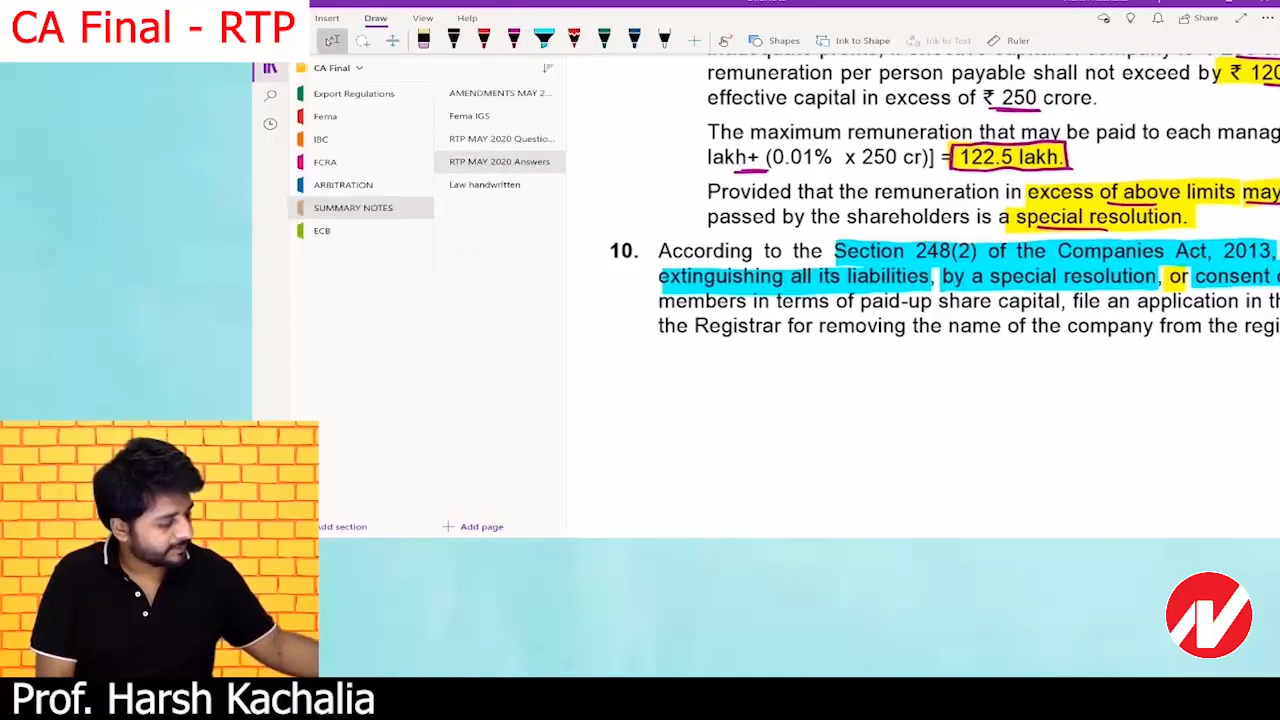 CA Final - RTP
Insert Draw View Help
Share
Shapes Ink to Shape Ink to Text Ruler
CA Final
Export Regulations
Fema
IBC
FCRA
ARBITRATION
SUMMARY NOTES
ECB
AMENDMENTS MAY 2...
Fema IGS
RTP MAY 2020 Questio...
RTP MAY 2020 Answers
Law handwritten
remuneration per person payable shall not exceed by ₹ 120
effective capital in excess of ₹ 250 crore.
The maximum remuneration that may be paid to each manag
lakh+ (0.01% x 250 cr)] = 122.5 lakh.
Provided that the remuneration in excess of above limits may
passed by the shareholders is a special resolution.
10. According to the Section 248(2) of the Companies Act, 2013,
extinguishing all its liabilities, by a special resolution, or consent
members in terms of paid-up share capital, file an application in th
the Registrar for removing the name of the company from the regi
dd section
Add page
Prof. Harsh Kachalia